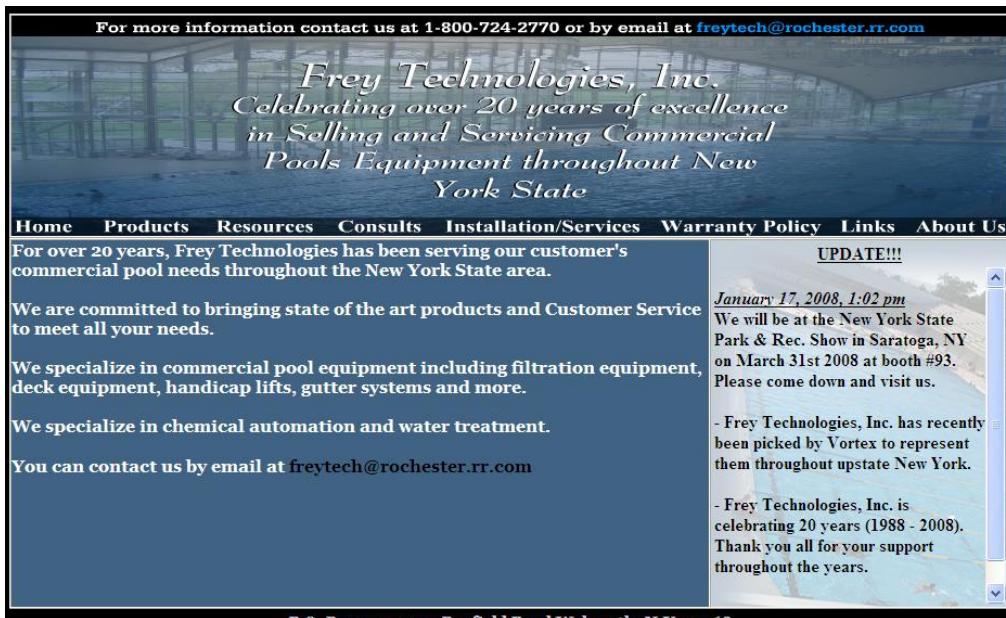 For more information contact us at 1-800-724-2770 or by email at freytech@rochester.rr.com
Frey Technologies, Inc.
Celebrating over 20 years of excellence
in Selling and Servicing Commercial
Pools Equipment throughout New
York State
Home Products Resources Consults Installation/Services Warranty Policy Links About Us
For over 20 years, Frey Technologies has been serving our customer's
commercial pool needs throughout the New York State area.
We are committed to bringing state of the art products and Customer Service
to meet all your needs.
We specialize in commercial pool equipment including filtration equipment,
deck equipment, handicap lifts, gutter systems and more.
We specialize in chemical automation and water treatment.
You can contact us by email at freytech@rochester.rr.com
UPDATE!!!
January 17, 2008, 1:02 pm
We will be at the New York State
Park & Rec. Show in Saratoga, NY
on March 31st 2008 at booth #93.
Please come down and visit us.
- Frey Technologies, Inc. has recently
been picked by Vortex to represent
them throughout upstate New York.
- Frey Technologies, Inc. is
celebrating 20 years (1988 - 2008).
Thank you all for your support
throughout the years.